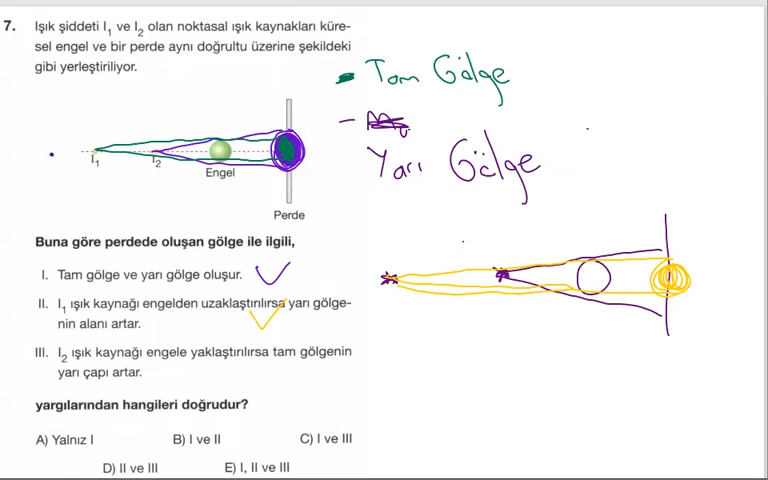 7. Işık şiddeti I₁ ve I₂ olan noktasal ışık kaynakları küre-
sel engel ve bir perde aynı doğrultu üzerine şekildeki
gibi yerleştiriliyor.
Tam Gölge
Yarı Gölge
I₁
I₂
Engel
Perde
Buna göre perdede oluşan gölge ile ilgili,
I. Tam gölge ve yarı gölge oluşur.
II. I₁ ışık kaynağı engelden uzaklaştırılırsa yarı gölge-
nin alanı artar.
III. I₂ ışık kaynağı engele yaklaştırılırsa tam gölgenin
yarı çapı artar.
yargılarından hangileri doğrudur?
A) Yalnız I B) I ve II C) I ve III
D) II ve III E) I, II ve III